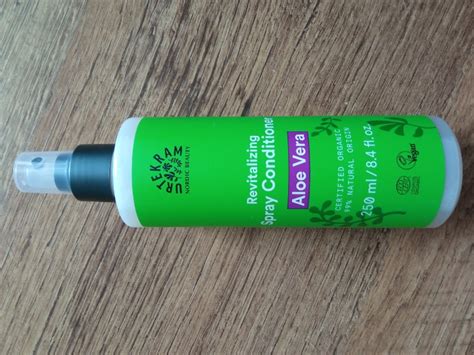 URTEKRAM
NORDIC BEAUTY
Revitalizing
Spray Conditioner
Aloe Vera
CERTIFIED ORGANIC
99% NATURAL ORIGIN
250 ml/8.4 fl.oz
Vegan